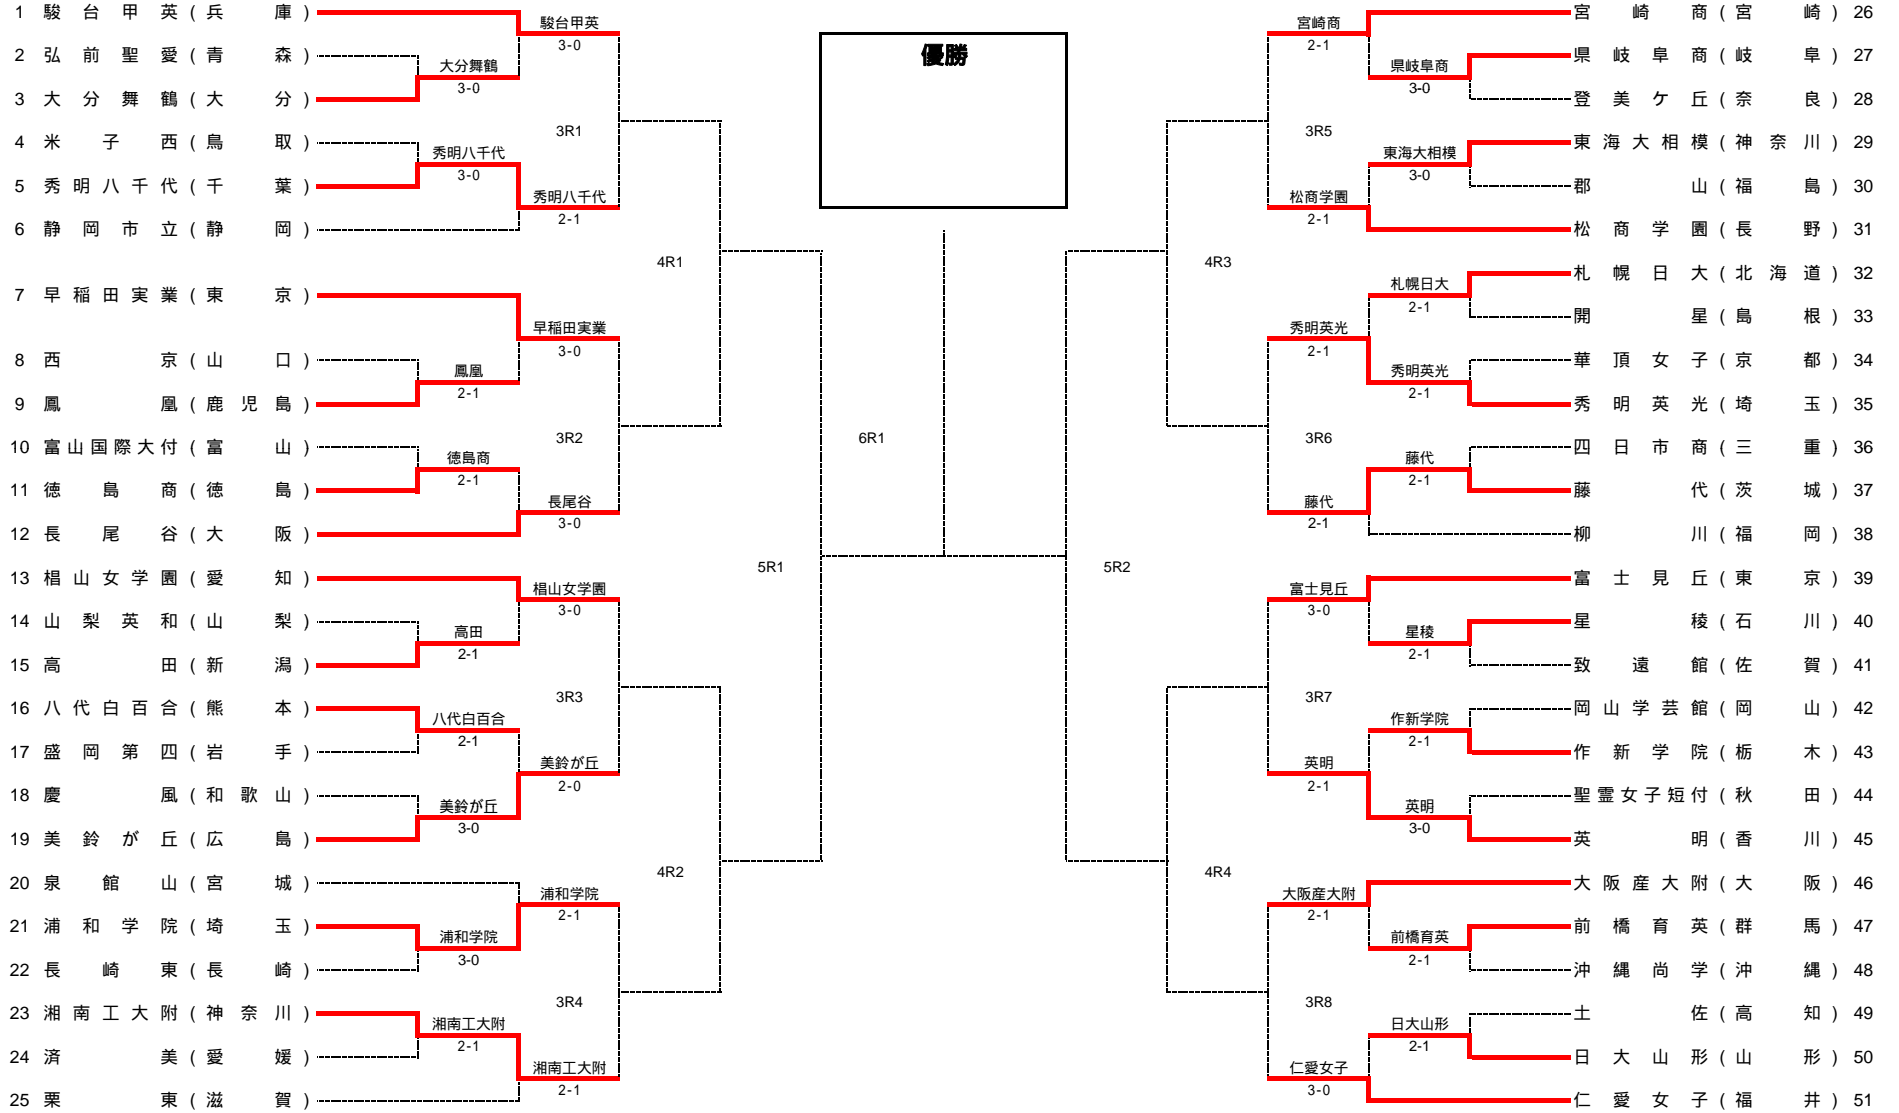 優勝
1 駿台甲英(兵庫)
2 弘前聖愛(青森)
3 大分舞鶴(大分)
4 米子西(鳥取)
5 秀明八千代(千葉)
6 静岡市立(静岡)
7 早稲田実業(東京)
8 西京(山口)
9 鳳凰(鹿児島)
10 富山国際大付(富山)
11 徳島商(徳島)
12 長尾谷(大阪)
13 椙山女学園(愛知)
14 山梨英和(山梨)
15 高田(新潟)
16 八代白百合(熊本)
17 盛岡第四(岩手)
18 慶風(和歌山)
19 美鈴が丘(広島)
20 泉館山(宮城)
21 浦和学院(埼玉)
22 長崎東(長崎)
23 湘南工大附(神奈川)
24 済美(愛媛)
25 栗東(滋賀)
大分舞鶴
3-0
秀明八千代
3-0
鳳凰
2-1
徳島商
2-1
高田
2-1
八代白百合
2-1
美鈴が丘
3-0
浦和学院
3-0
湘南工大附
2-1
駿台甲英
3-0
秀明八千代
2-1
早稲田実業
3-0
長尾谷
3-0
椙山女学園
3-0
美鈴が丘
2-0
浦和学院
2-1
湘南工大附
2-1
3R1
3R2
3R3
3R4
4R1
4R2
5R1
6R1
5R2
4R3
4R4
3R5
3R6
3R7
3R8
宮崎商
2-1
松商学園
2-1
秀明英光
2-1
藤代
2-1
富士見丘
3-0
英明
2-1
大阪産大附
2-1
仁愛女子
3-0
県岐阜商
3-0
東海大相模
3-0
札幌日大
2-1
秀明英光
2-1
藤代
2-1
星稜
2-1
作新学院
2-1
英明
3-0
前橋育英
2-1
日大山形
2-1
宮崎商(宮崎) 26
県岐阜商(岐阜) 27
登美ケ丘(奈良) 28
東海大相模(神奈川) 29
郡山(福島) 30
松商学園(長野) 31
札幌日大(北海道) 32
開星(島根) 33
華頂女子(京都) 34
秀明英光(埼玉) 35
四日市商(三重) 36
藤代(茨城) 37
柳川(福岡) 38
富士見丘(東京) 39
星稜(石川) 40
致遠館(佐賀) 41
岡山学芸館(岡山) 42
作新学院(栃木) 43
聖霊女子短付(秋田) 44
英明(香川) 45
大阪産大附(大阪) 46
前橋育英(群馬) 47
沖縄尚学(沖縄) 48
土佐(高知) 49
日大山形(山形) 50
仁愛女子(福井) 51